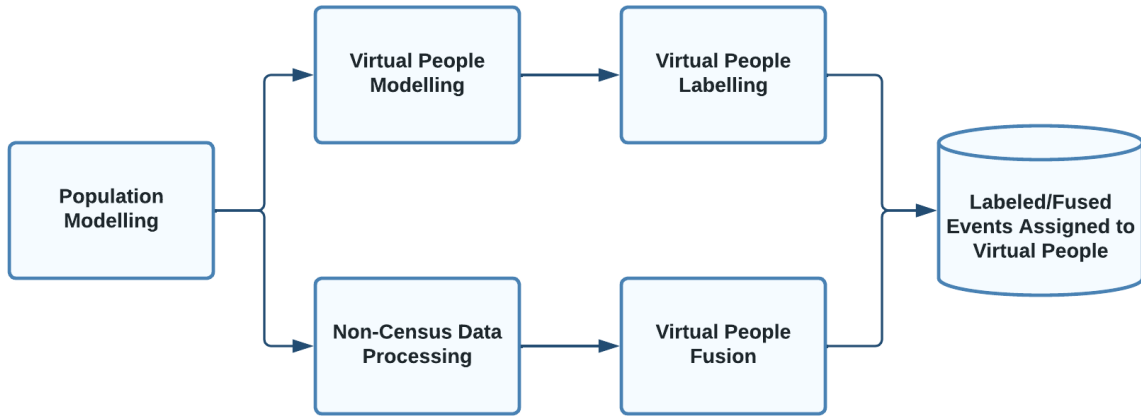 Virtual People
Modelling
Virtual People
Labelling
Population
Modelling
Labeled/Fused
Events Assigned to
Virtual People
Non-Census Data
Processing
Virtual People
Fusion